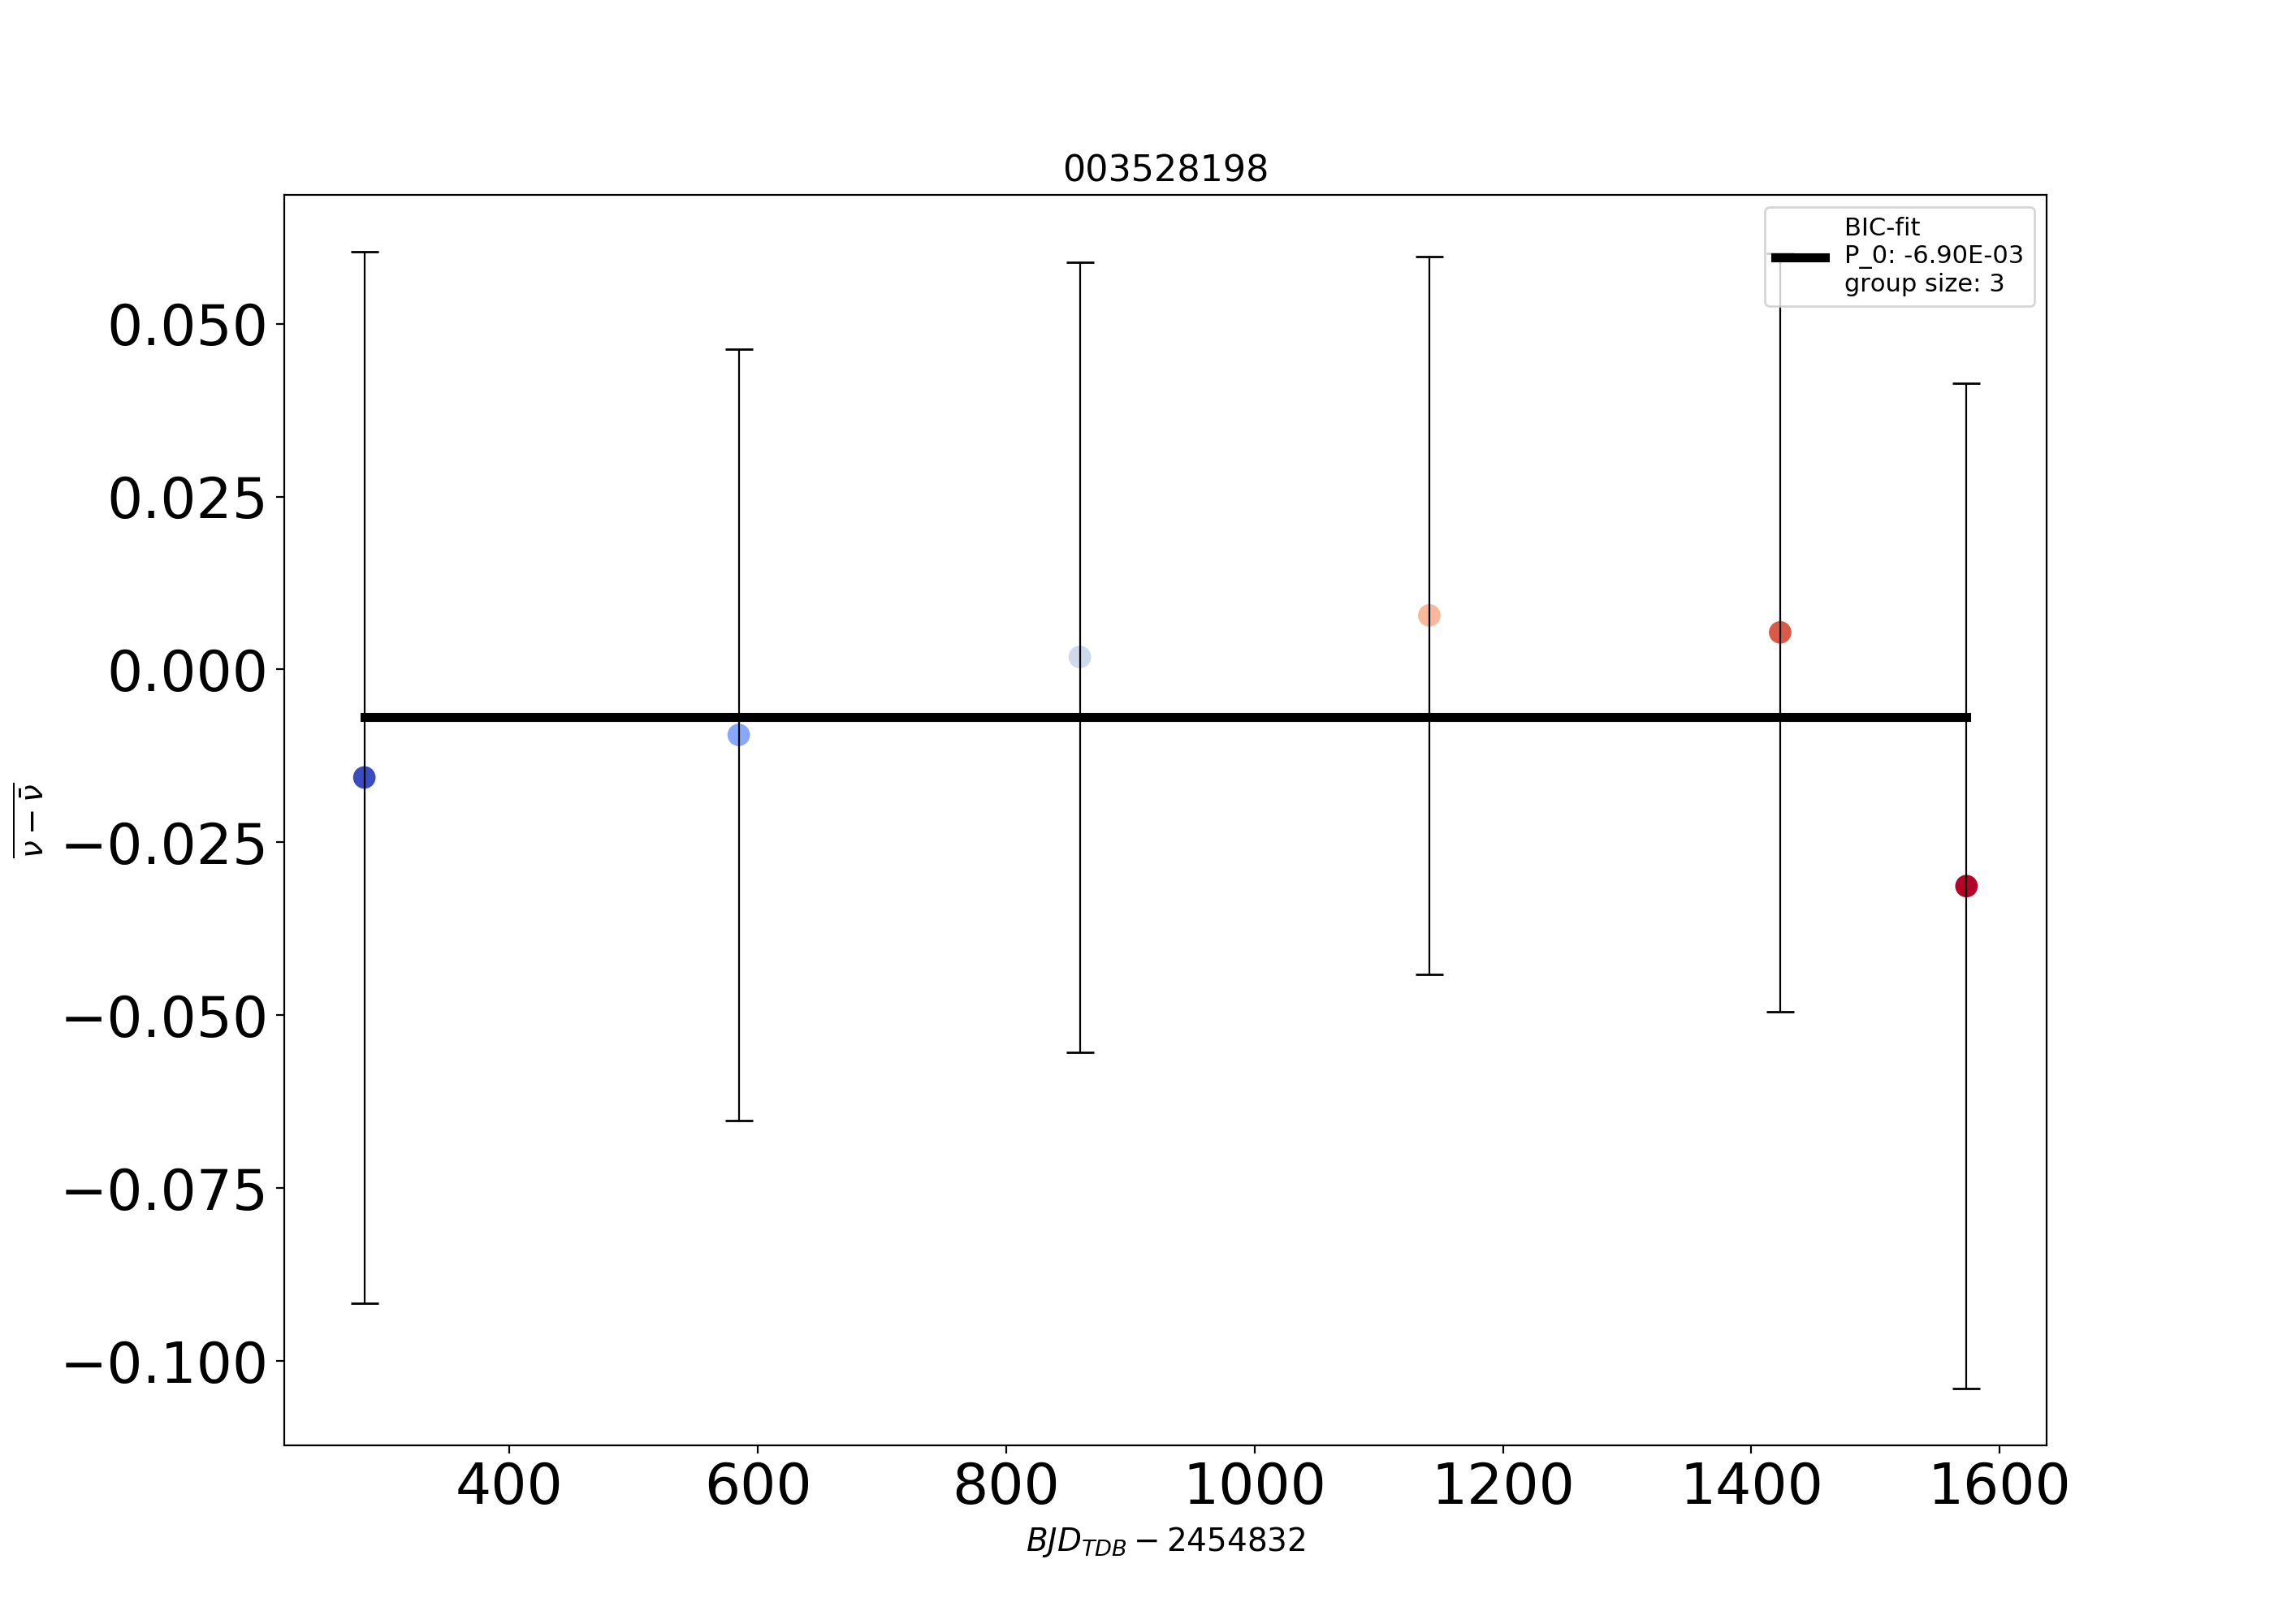 003528198
BIC-fit
P_0: -6.90E-03
group size: 3
0.050
0.025
0.000
−0.025
−0.050
−0.075
−0.100
ν − ν̄
400 600 800 1000 1200 1400 1600
BJD_TDB − 2454832